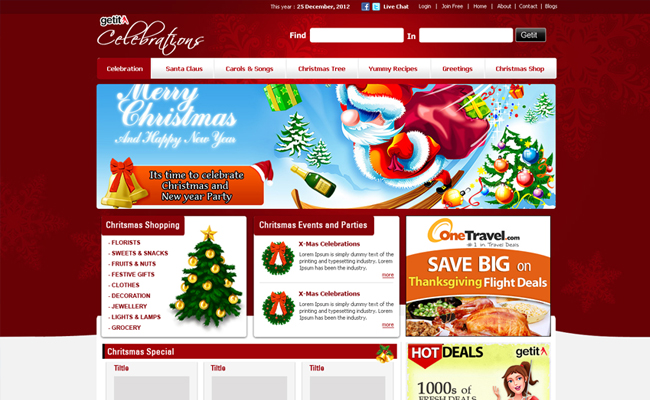 This year : 25 December, 2012
Live Chat
Login | Join Free | Home | About | Contact | Blogs
getit
Celebrations
Find
In
Getit
Celebration
Santa Claus
Carols & Songs
Christmas Tree
Yummy Recipes
Greetings
Christmas Shop
Merry
Christmas
And Happy New Year
Its time to celebrate
Christmas and
New year Party
Chritsmas Shopping
- FLORISTS
- SWEETS & SNACKS
- FRUITS & NUTS
- FESTIVE GIFTS
- CLOTHES
- DECORATION
- JEWELLERY
- LIGHTS & LAMPS
- GROCERY
Chritsmas Events and Parties
X-Mas Celebrations
Lorem Ipsum is simply dummy text of the
printing and typesetting industry. Lorem
Ipsum has been the industry.
more
X-Mas Celebrations
Lorem Ipsum is simply dummy text of the
printing and typesetting industry. Lorem
Ipsum has been the industry.
more
OneTravel.com
# 1 in Travel Deals
SAVE BIG on
Thanksgiving Flight Deals
Chritsmas Special
Tiltle
Tiltle
Tiltle
HOT DEALS
getit
1000s of
FRESH DEALS